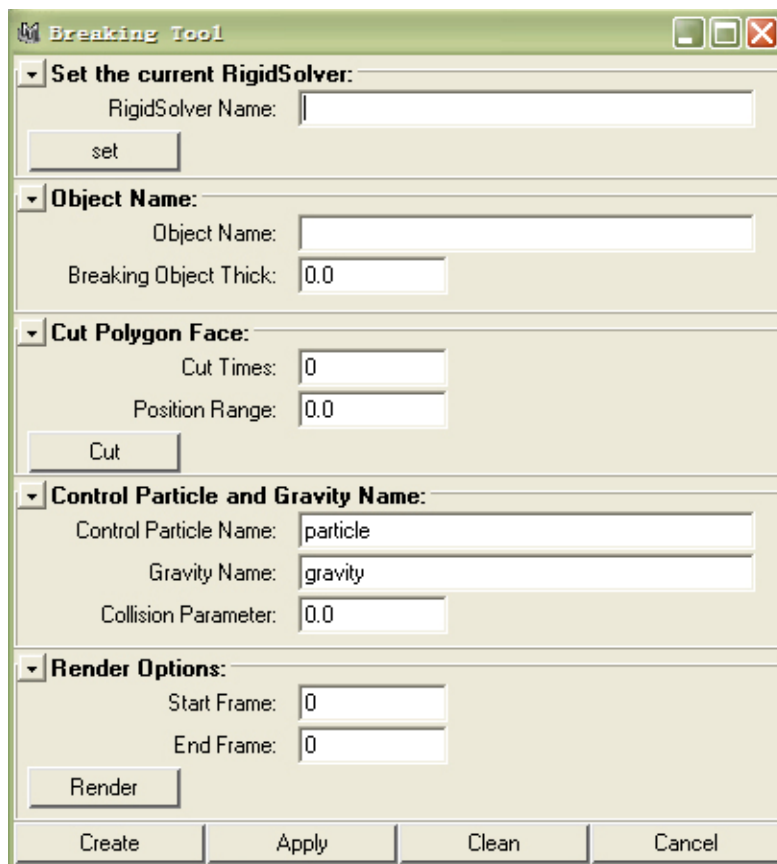 Breaking Tool
Set the current RigidSolver:
RigidSolver Name:
set
Object Name:
Object Name:
Breaking Object Thick: 0.0
Cut Polygon Face:
Cut Times: 0
Position Range: 0.0
Cut
Control Particle and Gravity Name:
Control Particle Name: particle
Gravity Name: gravity
Collision Parameter: 0.0
Render Options:
Start Frame: 0
End Frame: 0
Render
Create Apply Clean Cancel